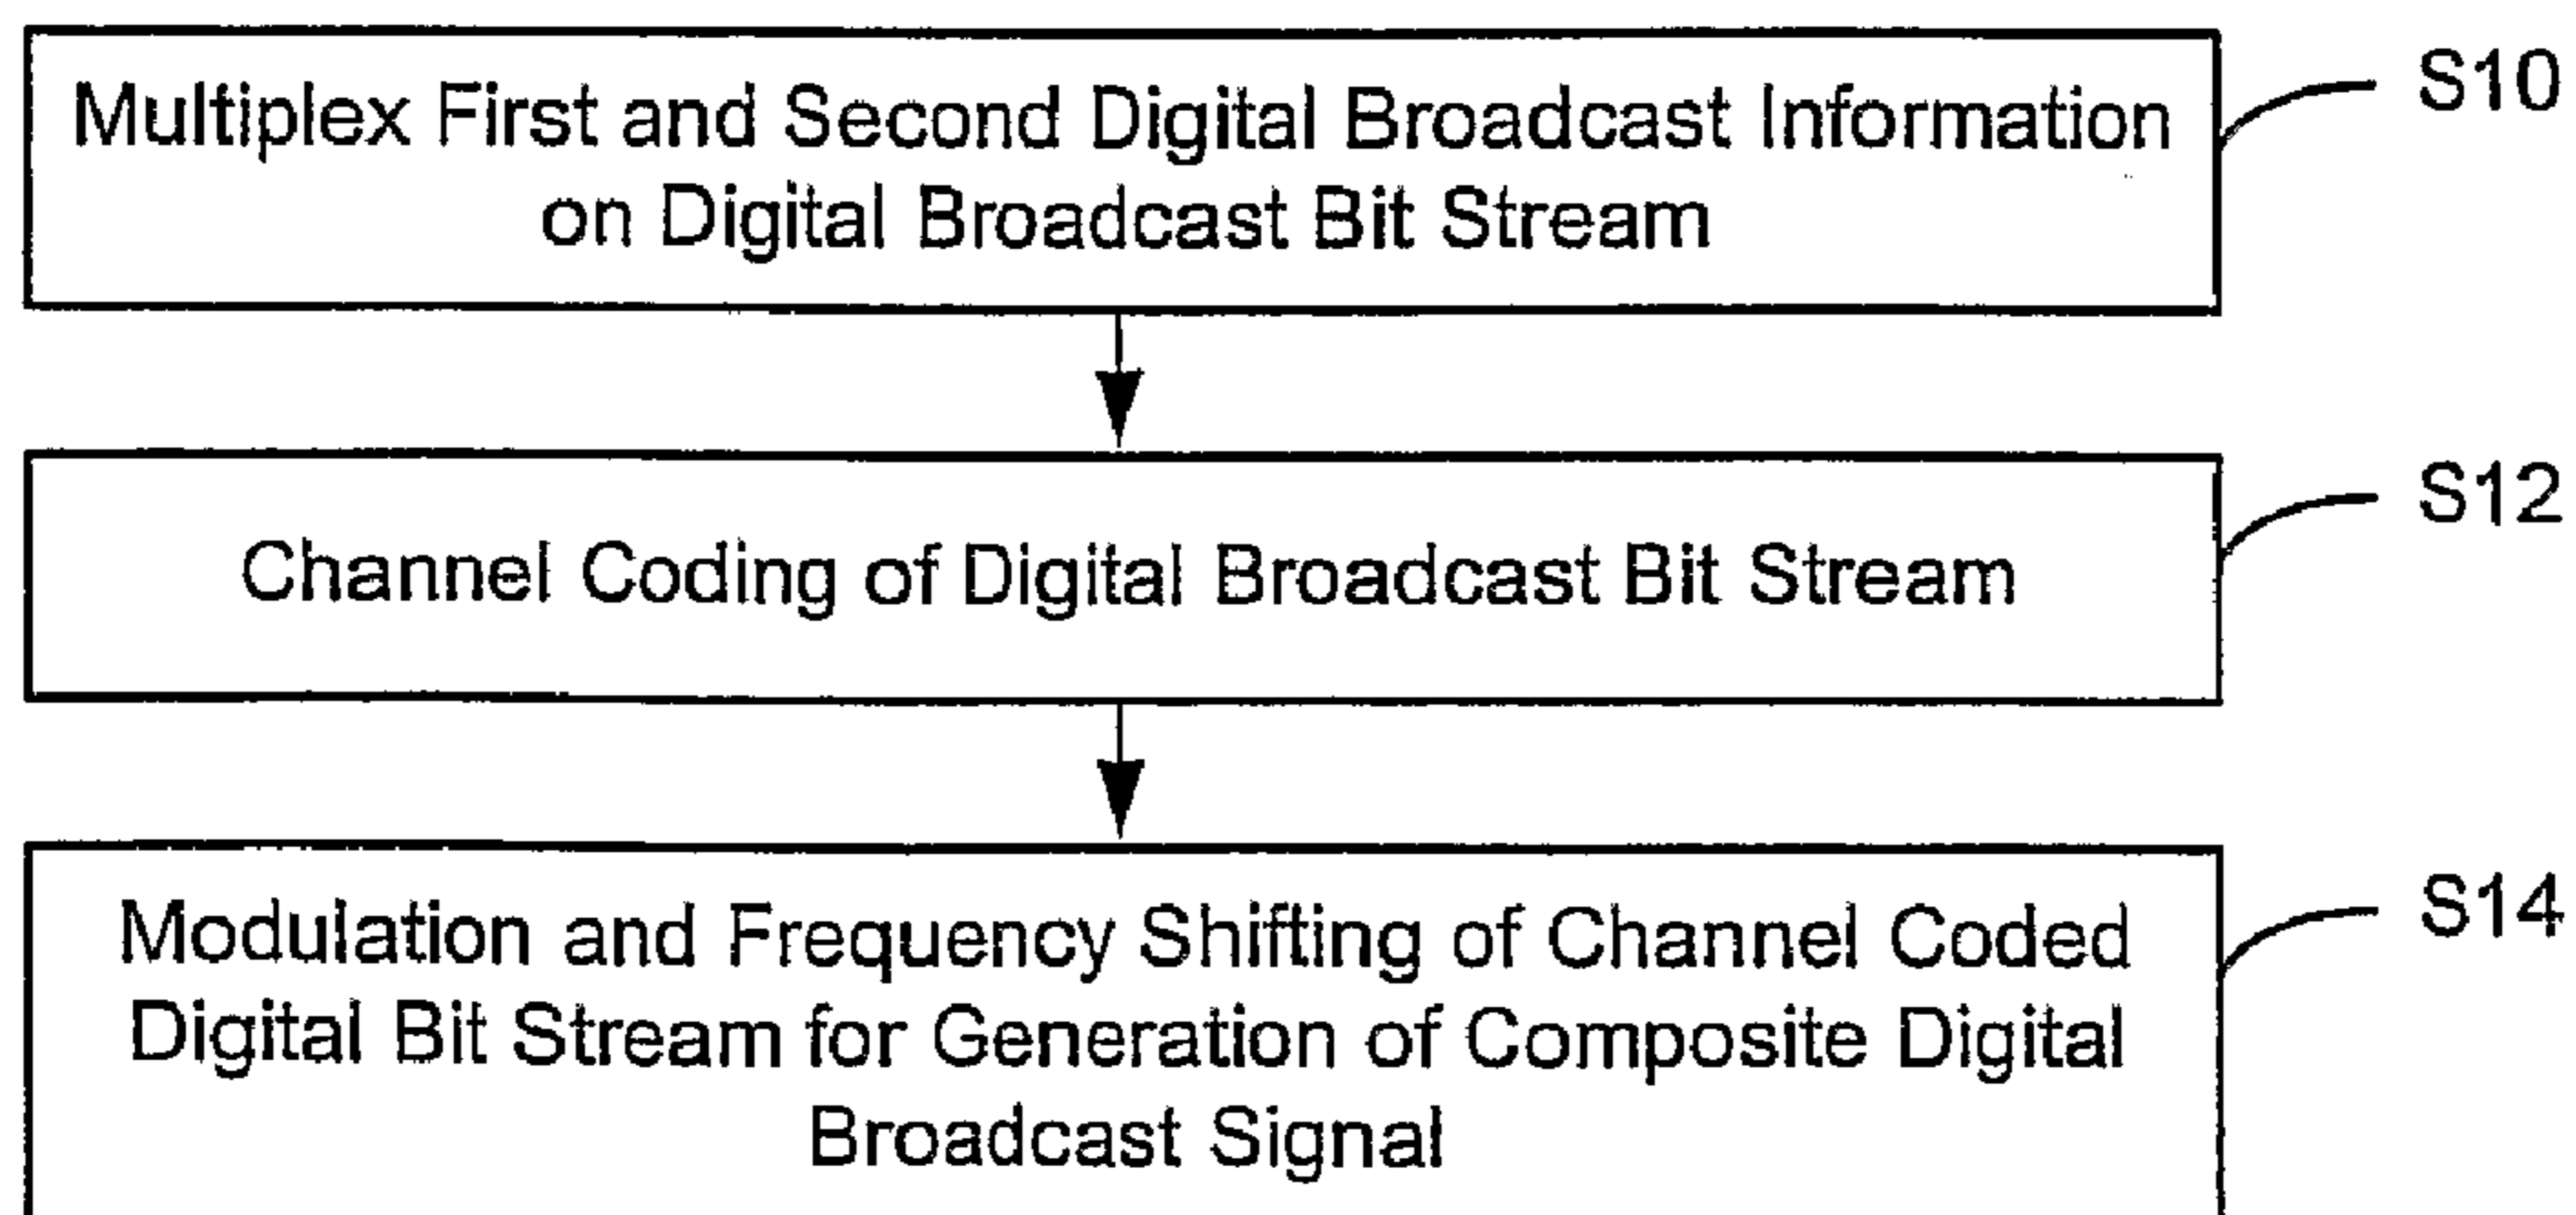 Multiplex First and Second Digital Broadcast Information
on Digital Broadcast Bit Stream
S10
Channel Coding of Digital Broadcast Bit Stream
S12
Modulation and Frequency Shifting of Channel Coded
Digital Bit Stream for Generation of Composite Digital
Broadcast Signal
S14